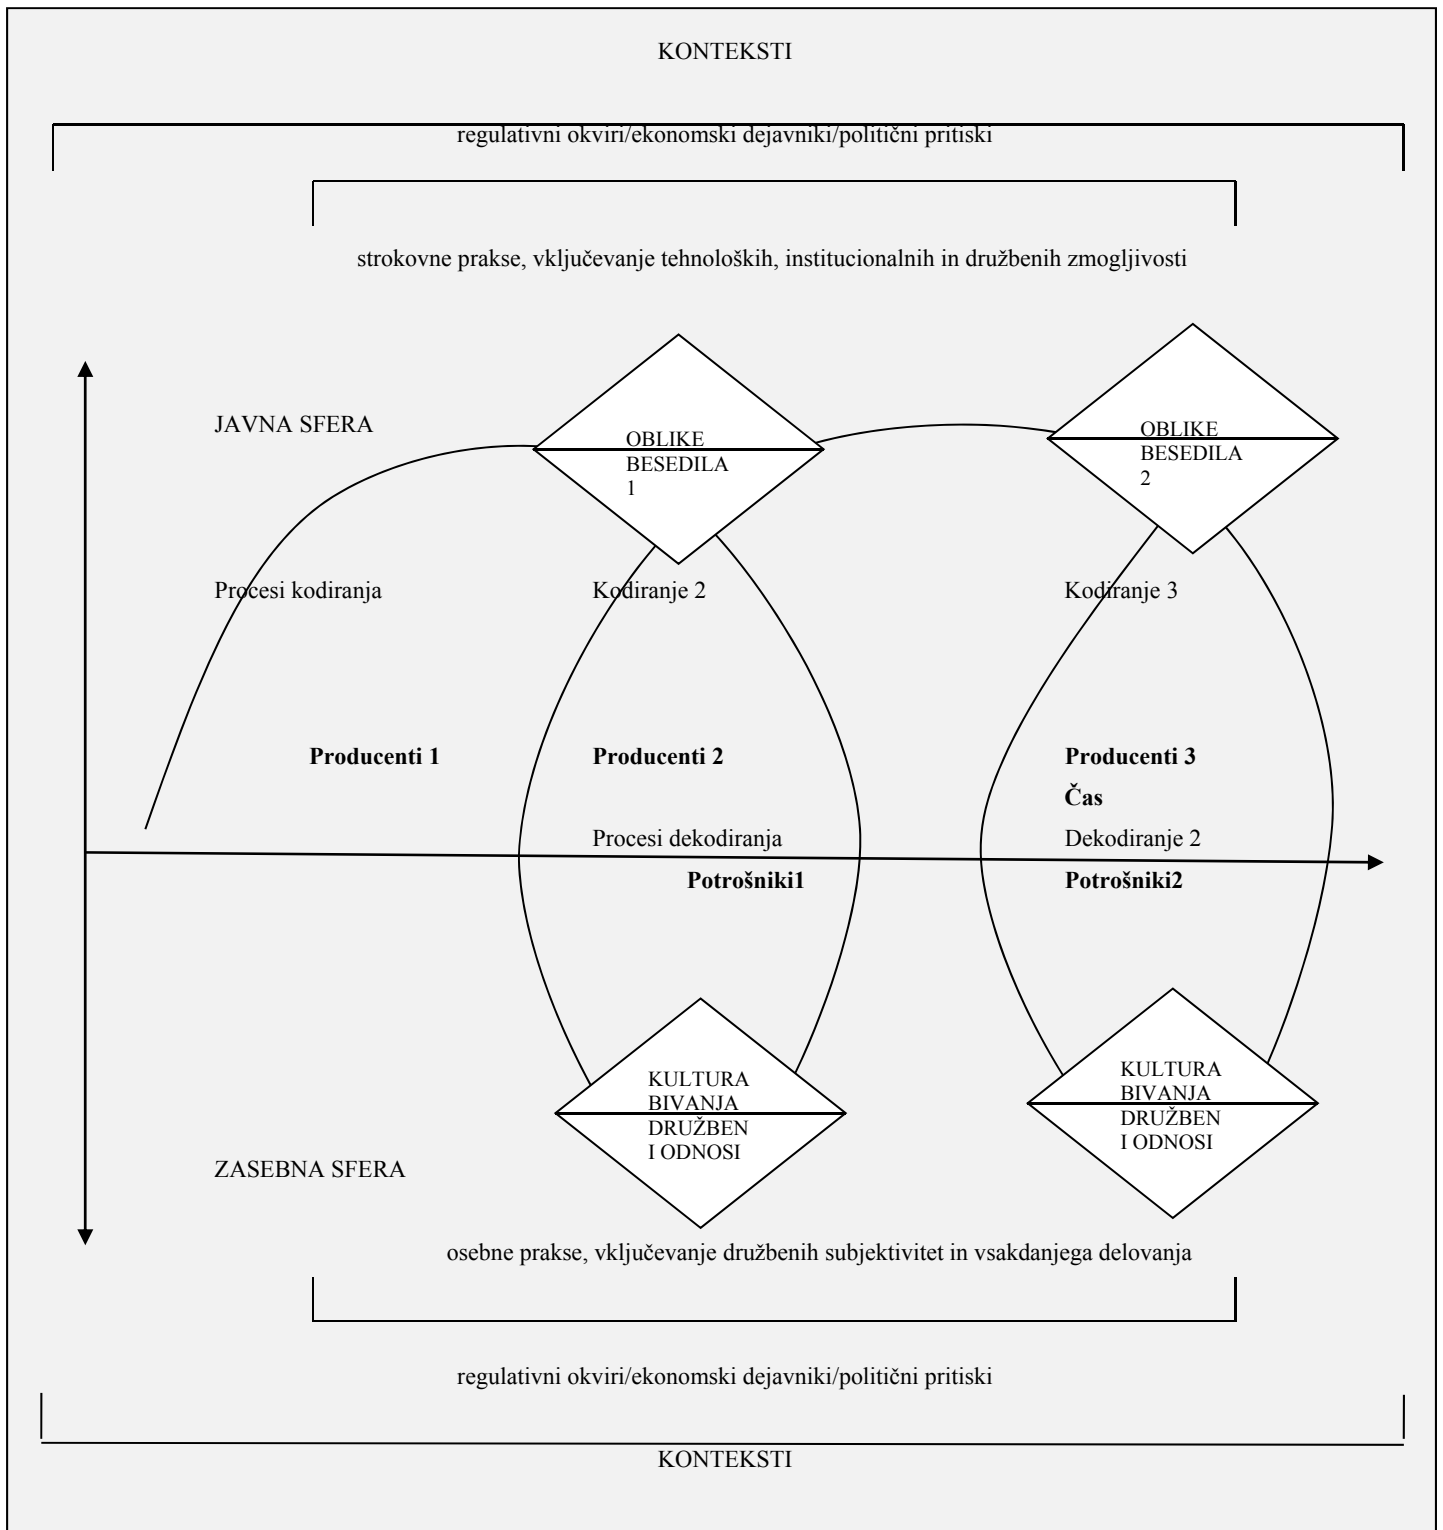 KONTEKSTI
regulativni okviri/ekonomski dejavniki/politični pritiski
strokovne prakse, vključevanje tehnoloških, institucionalnih in družbenih zmogljivosti
JAVNA SFERA
OBLIKE
BESEDILA
1
OBLIKE
BESEDILA
2
Procesi kodiranja
Kodiranje 2
Kodiranje 3
Producenti 1
Producenti 2
Producenti 3
Čas
Procesi dekodiranja
Dekodiranje 2
Potrošniki1
Potrošniki2
KULTURA
BIVANJA
DRUŽBEN
I ODNOSI
KULTURA
BIVANJA
DRUŽBEN
I ODNOSI
ZASEBNA SFERA
osebne prakse, vključevanje družbenih subjektivitet in vsakdanjega delovanja
regulativni okviri/ekonomski dejavniki/politični pritiski
KONTEKSTI